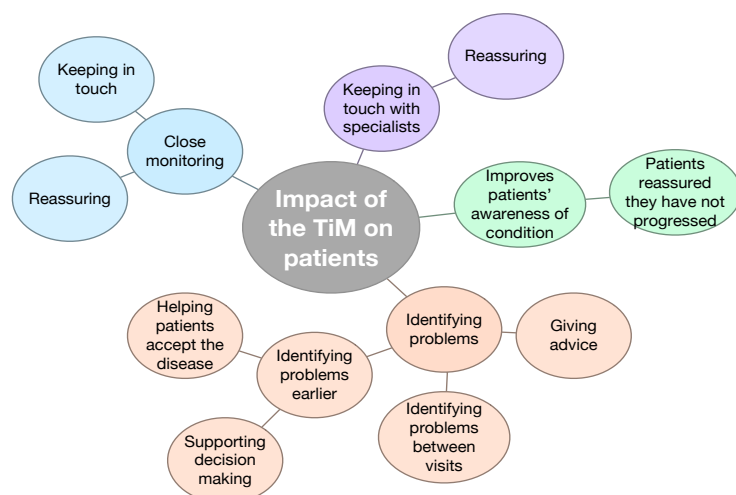 Keeping in
touch
Close
monitoring
Reassuring
Keeping in
touch with
specialists
Reassuring
Impact of
the TiM on
patients
Improves
patients’
awareness of
condition
Patients
reassured
they have not
progressed
Identifying
problems
Giving
advice
Identifying
problems
between
visits
Identifying
problems
earlier
Helping
patients
accept the
disease
Supporting
decision
making